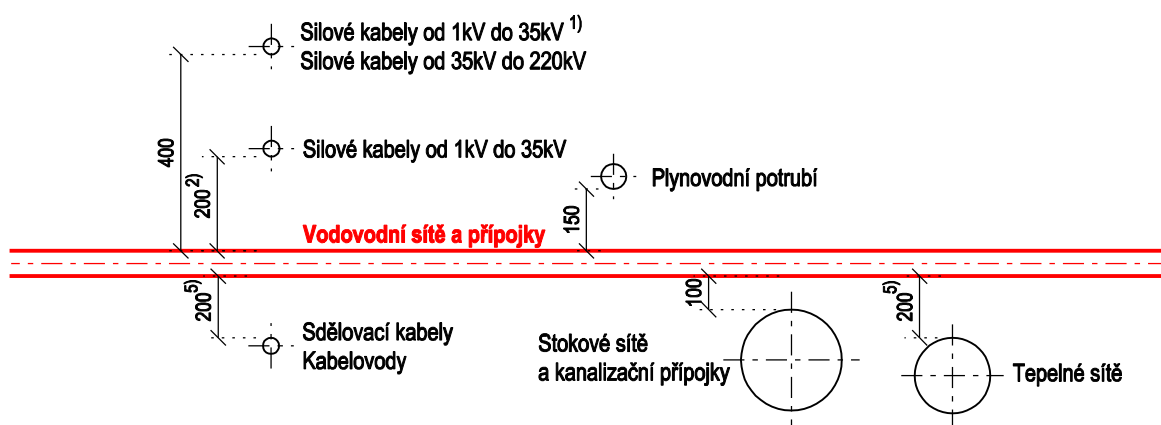 Silové kabely od 1kV do 35kV 1)
Silové kabely od 35kV do 220kV
400
Silové kabely od 1kV do 35kV
200 2)
Plynovodní potrubí
150
Vodovodní sítě a přípojky
200 5)
Sdělovací kabely
Kabelovody
100
Stokové sítě
a kanalizační přípojky
200 5)
Tepelné sítě